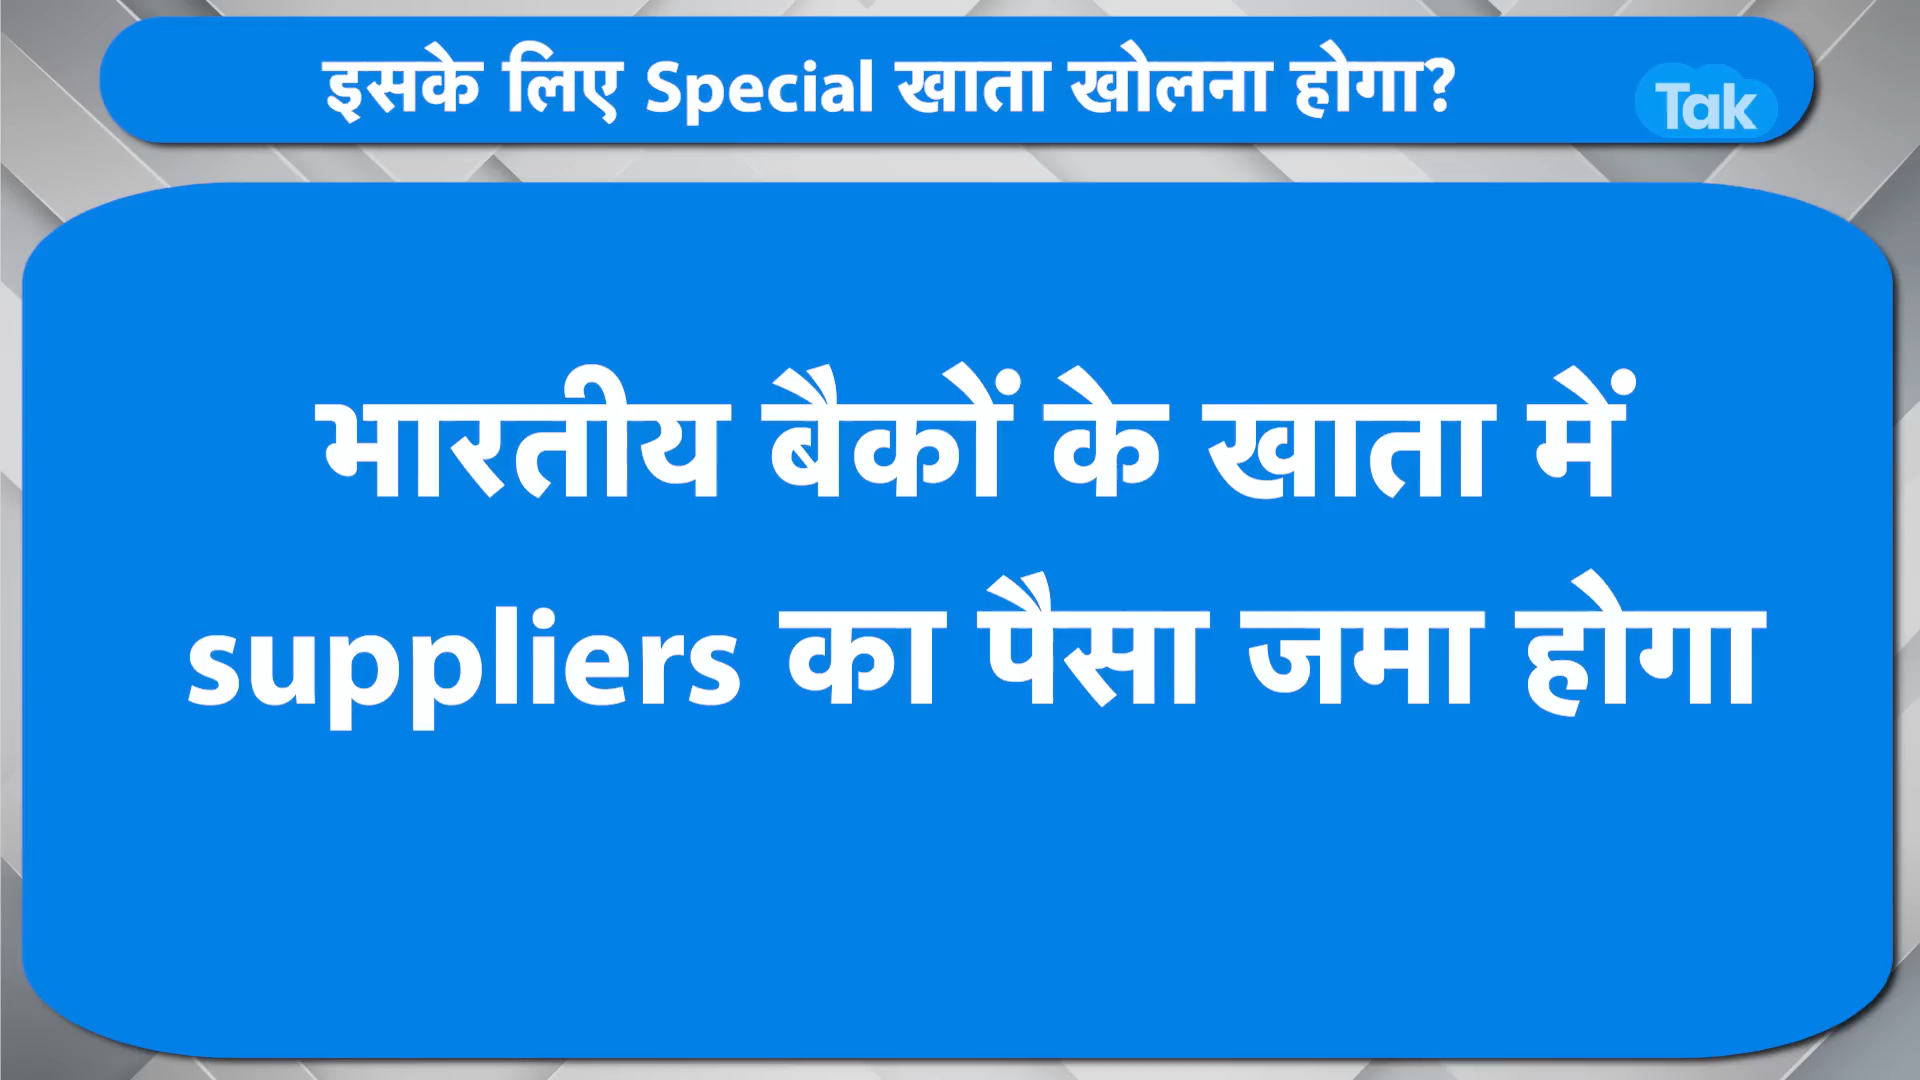 इसके लिए Special खाता खोलना होगा?
Tak
भारतीय बैकों के खाता में
suppliers का पैसा जमा होगा